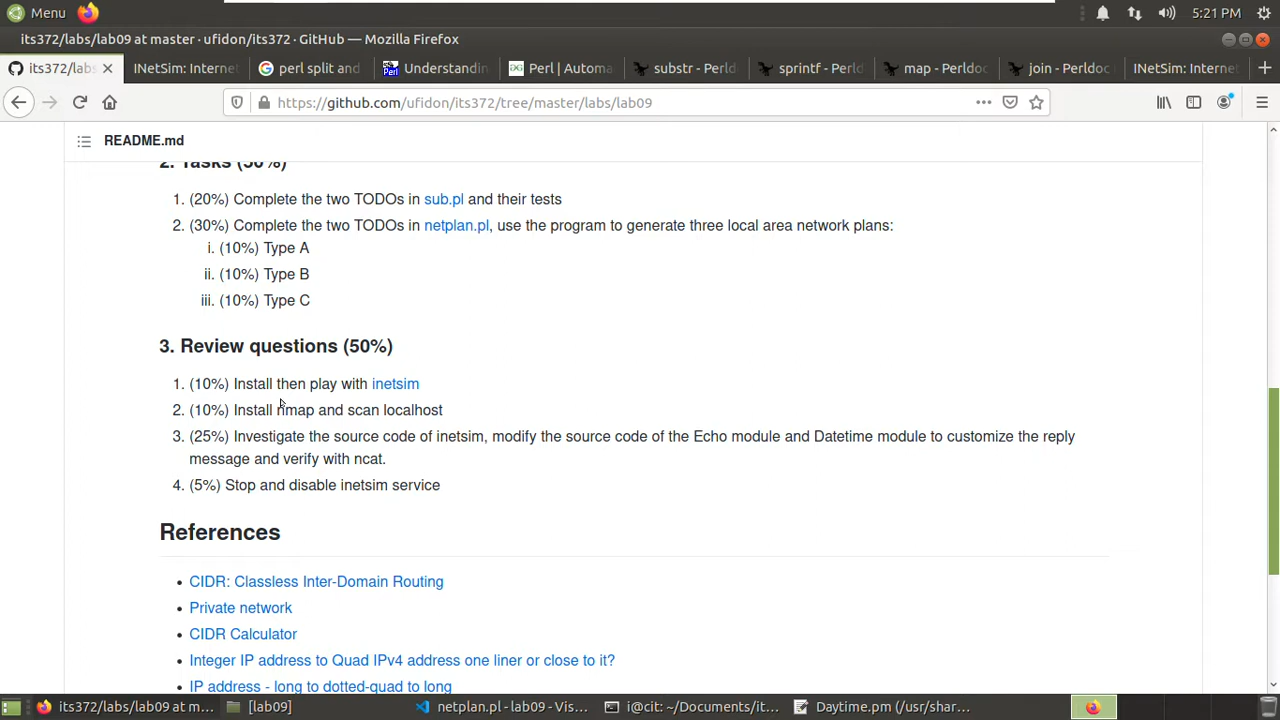 Menu
5:21 PM
its372/labs/lab09 at master · ufidon/its372 · GitHub — Mozilla Firefox
its372/labs
INetSim: Internet
perl split and
Understandin
Perl | Automa
substr - Perld
sprintf - Perld
map - Perldoc
join - Perldoc
INetSim: Internet
https://github.com/ufidon/its372/tree/master/labs/lab09
README.md
2. Tasks (50%)
1. (20%) Complete the two TODOs in sub.pl and their tests
2. (30%) Complete the two TODOs in netplan.pl, use the program to generate three local area network plans:
i. (10%) Type A
ii. (10%) Type B
iii. (10%) Type C
3. Review questions (50%)
1. (10%) Install then play with inetsim
2. (10%) Install nmap and scan localhost
3. (25%) Investigate the source code of inetsim, modify the source code of the Echo module and Datetime module to customize the reply
message and verify with ncat.
4. (5%) Stop and disable inetsim service
References
• CIDR: Classless Inter-Domain Routing
• Private network
• CIDR Calculator
• Integer IP address to Quad IPv4 address one liner or close to it?
• IP address - long to dotted-quad to long
its372/labs/lab09 at m...
[lab09]
netplan.pl - lab09 - Vis...
i@cit: ~/Documents/it...
Daytime.pm (/usr/shar...